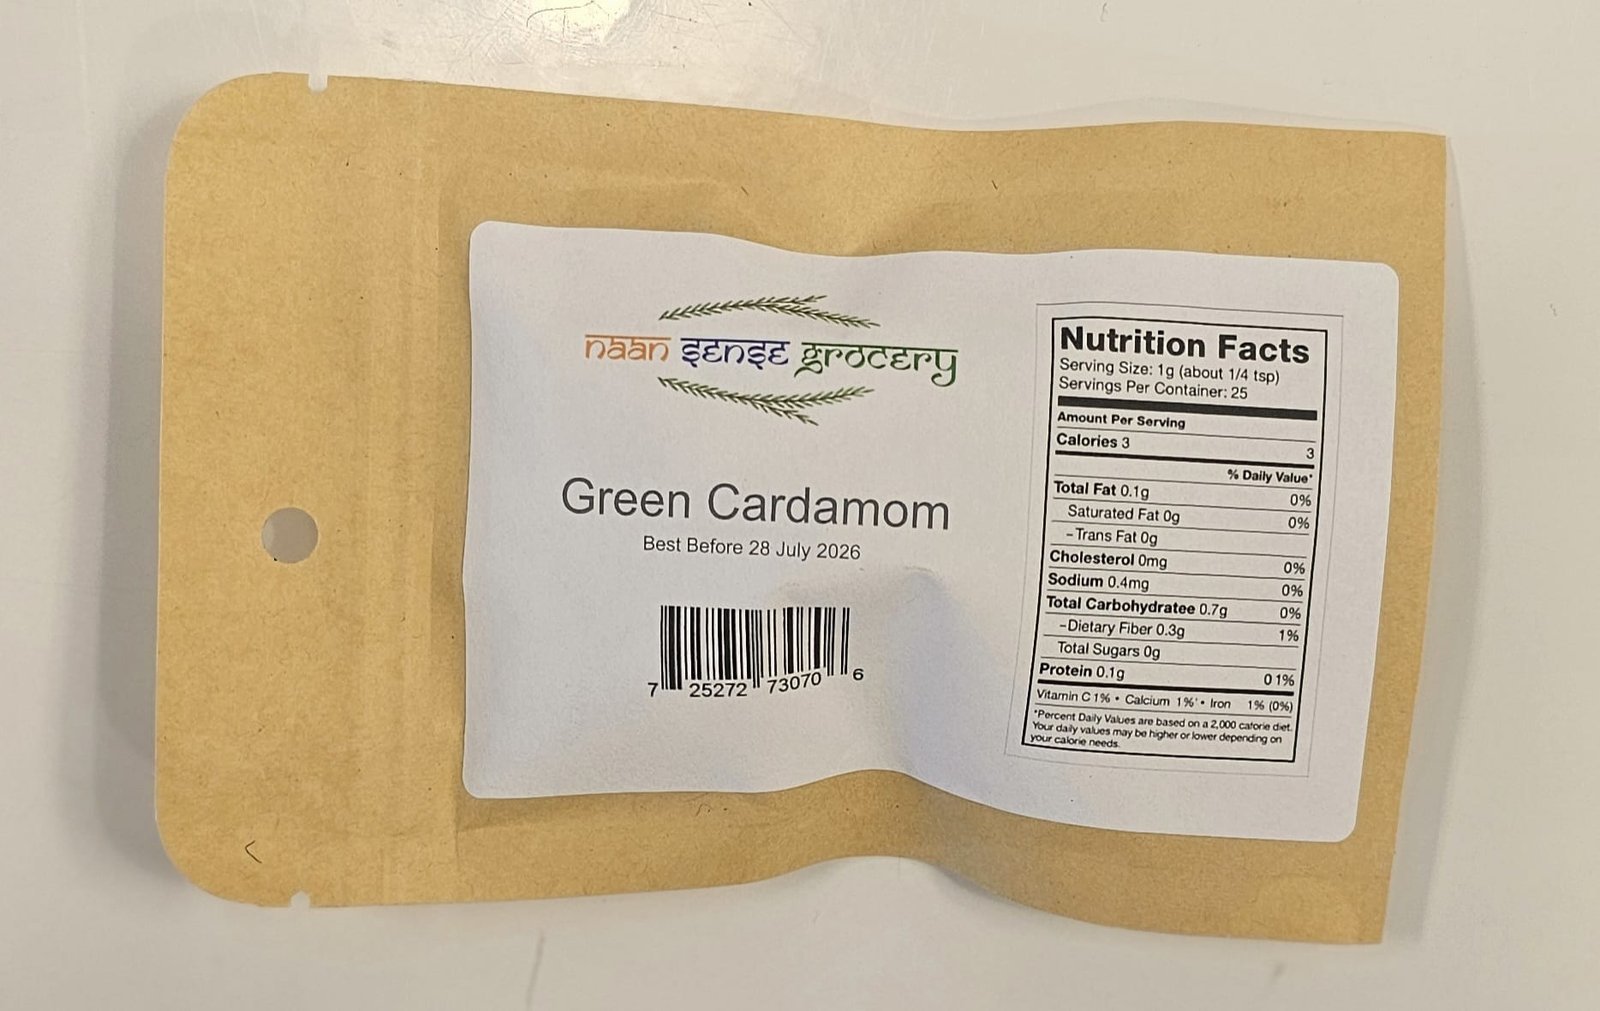 naan sense grocery
Green Cardamom
Best Before 28 July 2026
7 25272 73070 6
Nutrition Facts
Serving Size: 1g (about 1/4 tsp)
Servings Per Container: 25
Amount Per Serving
Calories 3 3
% Daily Value*
Total Fat 0.1g 0%
Saturated Fat 0g 0%
-Trans Fat 0g
Cholesterol 0mg 0%
Sodium 0.4mg 0%
Total Carbohydratee 0.7g 0%
-Dietary Fiber 0.3g 1%
Total Sugars 0g
Protein 0.1g 0 1%
Vitamin C 1% • Calcium 1%' • Iron 1% (0%)
*Percent Daily Values are based on a 2,000 calorie diet.
Your daily values may be higher or lower depending on
your calorie needs.